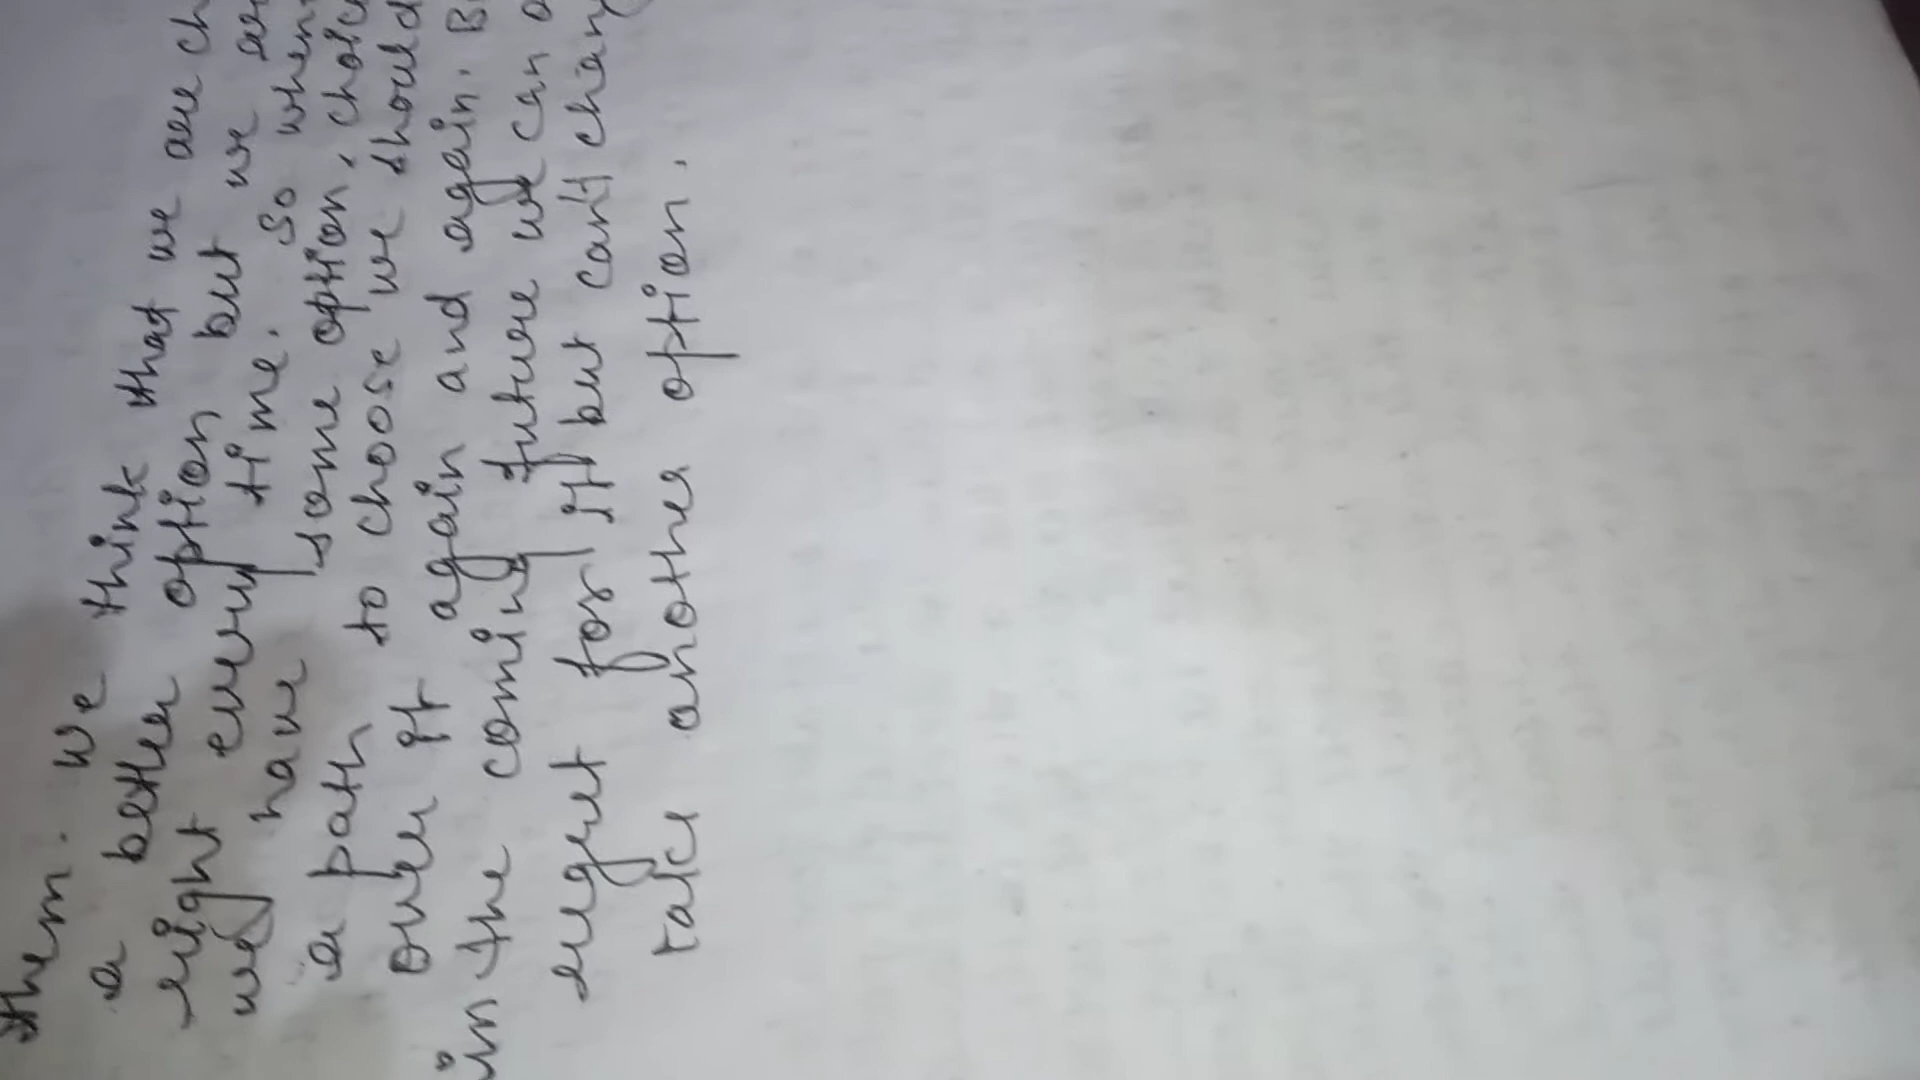 them. we think that we are ch
a better option but we are
right every time. So when
we have some option, choic
a path to choose we should
over it again and again. B
in the coming future we can a
regret for it but can't chang
take another option.